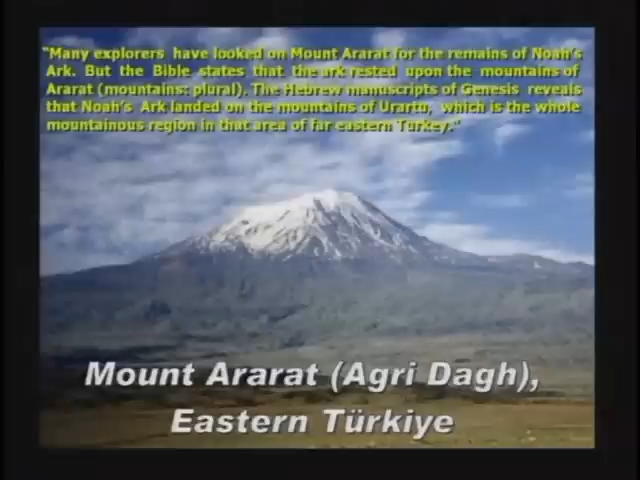 "Many explorers have looked on Mount Ararat for the remains of Noah's
Ark. But the Bible states that the ark rested upon the mountains of
Ararat (mountains: plural). The Hebrew manuscripts of Genesis reveals
that Noah's Ark landed on the mountains of Urartu, which is the whole
mountainous region in that area of far eastern Turkey."
Mount Ararat (Agri Dagh),
Eastern Türkiye